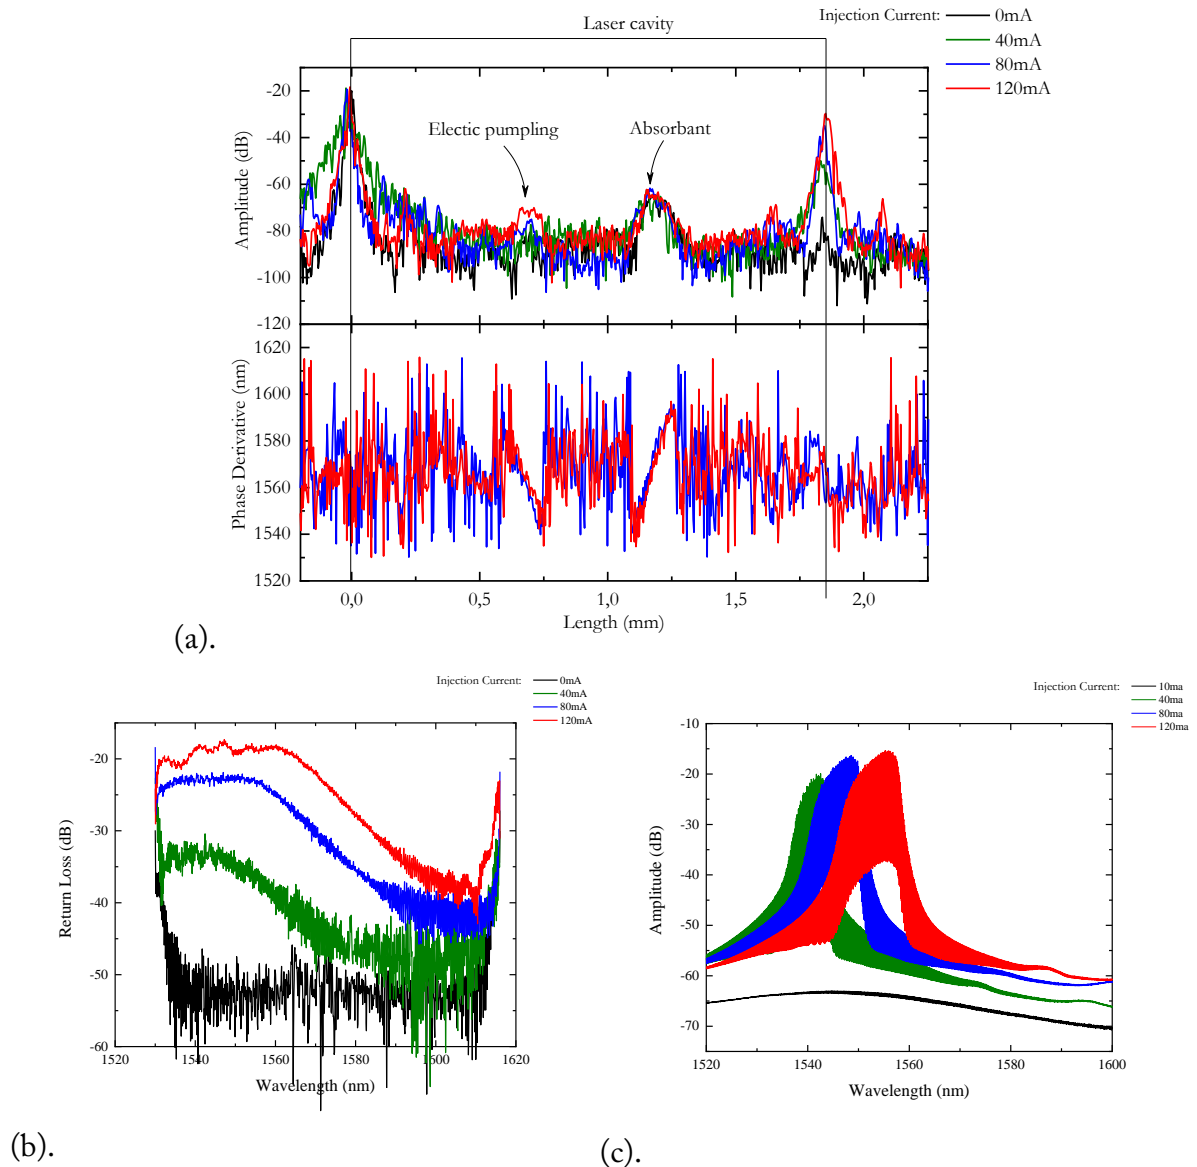 Laser cavity
Injection Current:
0mA
40mA
80mA
120mA
Electic pumpling
Absorbant
Amplitude (dB)
-20
-40
-60
-80
-100
-120
Phase Derivative (nm)
1620
1600
1580
1560
1540
1520
0,0 0,5 1,0 1,5 2,0
Length (mm)
(a).
Injection Current:
0mA
40mA
80mA
120mA
Return Loss (dB)
-20
-30
-40
-50
-60
1520 1540 1560 1580 1600 1620
Wavelength (nm)
(b).
Injection Current:
10ma
40ma
80ma
120ma
Amplitude (dB)
-10
-20
-30
-40
-50
-60
-70
1520 1540 1560 1580 1600
Wavelength (nm)
(c).